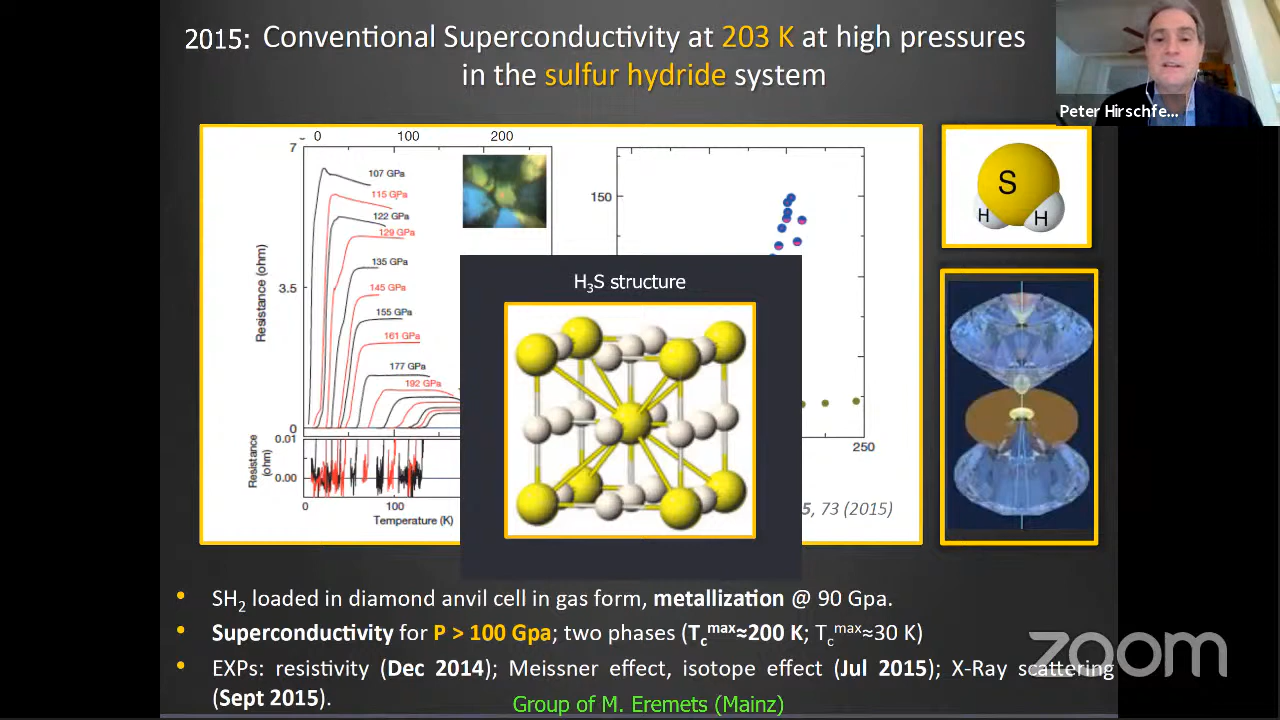 2015: Conventional Superconductivity at 203 K at high pressures
in the sulfur hydride system
Peter Hirschfe...
0 100 200
7
3.5
0
Resistance (ohm)
107 GPa
115 GPa
122 GPa
129 GPa
135 GPa
145 GPa
155 GPa
161 GPa
177 GPa
192 GPa
0.01
0.00
Resistance
(ohm)
0 100
Temperature (K)
150
250
5, 73 (2015)
H₃S structure
S
H H
• SH₂ loaded in diamond anvil cell in gas form, metallization @ 90 Gpa.
• Superconductivity for P > 100 Gpa; two phases (Tcᵐᵃˣ≈200 K; Tcᵐᵃˣ≈30 K)
• EXPs: resistivity (Dec 2014); Meissner effect, isotope effect (Jul 2015); X-Ray scattering
(Sept 2015).
Group of M. Eremets (Mainz)
zoom